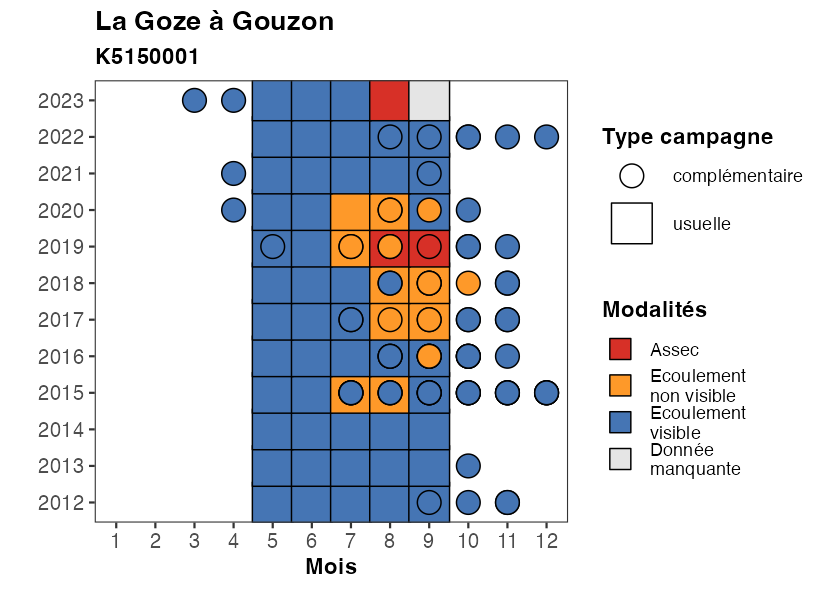 La Goze à Gouzon
K5150001
2023
2022
2021
2020
2019
2018
2017
2016
2015
2014
2013
2012
1 2 3 4 5 6 7 8 9 10 11 12
Mois
Type campagne
complémentaire
usuelle
Modalités
Assec
Ecoulement
non visible
Ecoulement
visible
Donnée
manquante